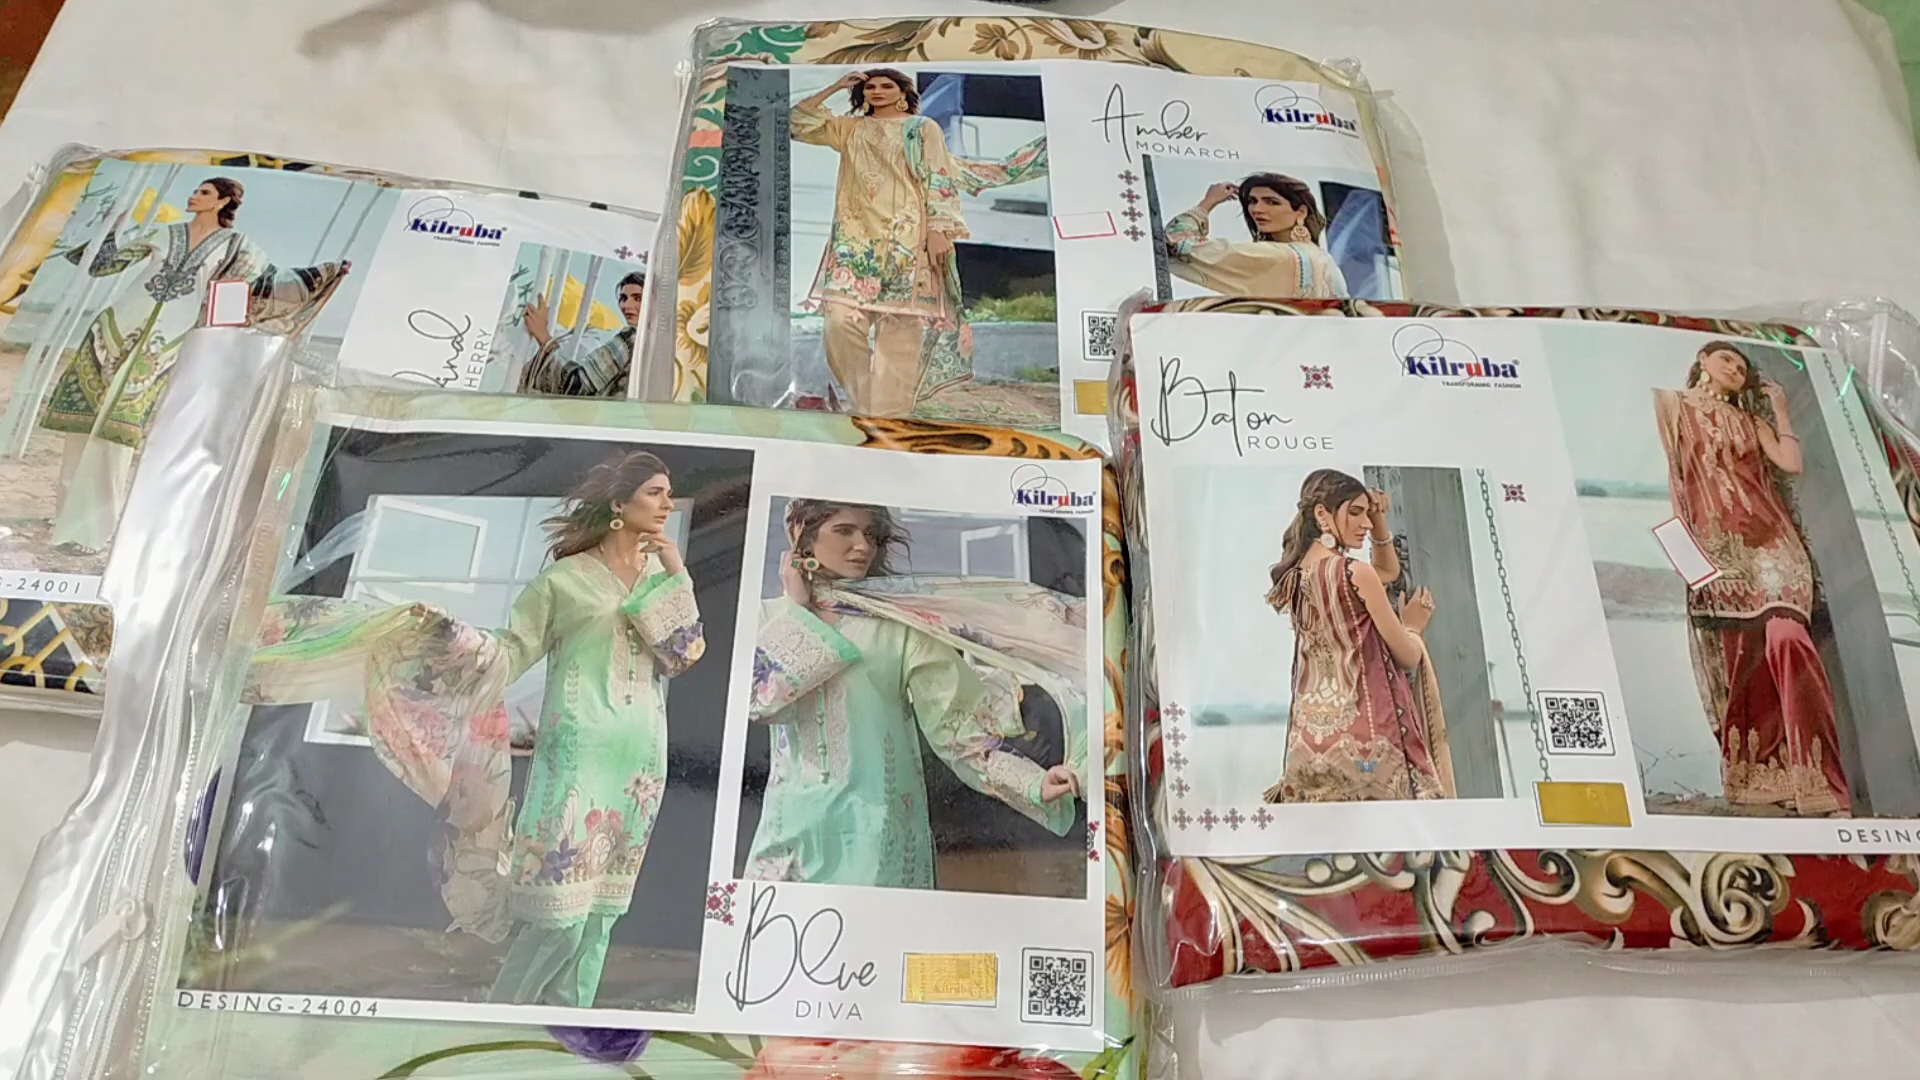 Amber
MONARCH
Kilruba
TRANSFORMING FASHION
Kilruba
TRANSFORMING FASHION
HERRY
-24001
Baton
ROUGE
Kilruba
TRANSFORMING FASHION
DESING
Kilruba
TRANSFORMING FASHION
Blue
DIVA
DESING-24004